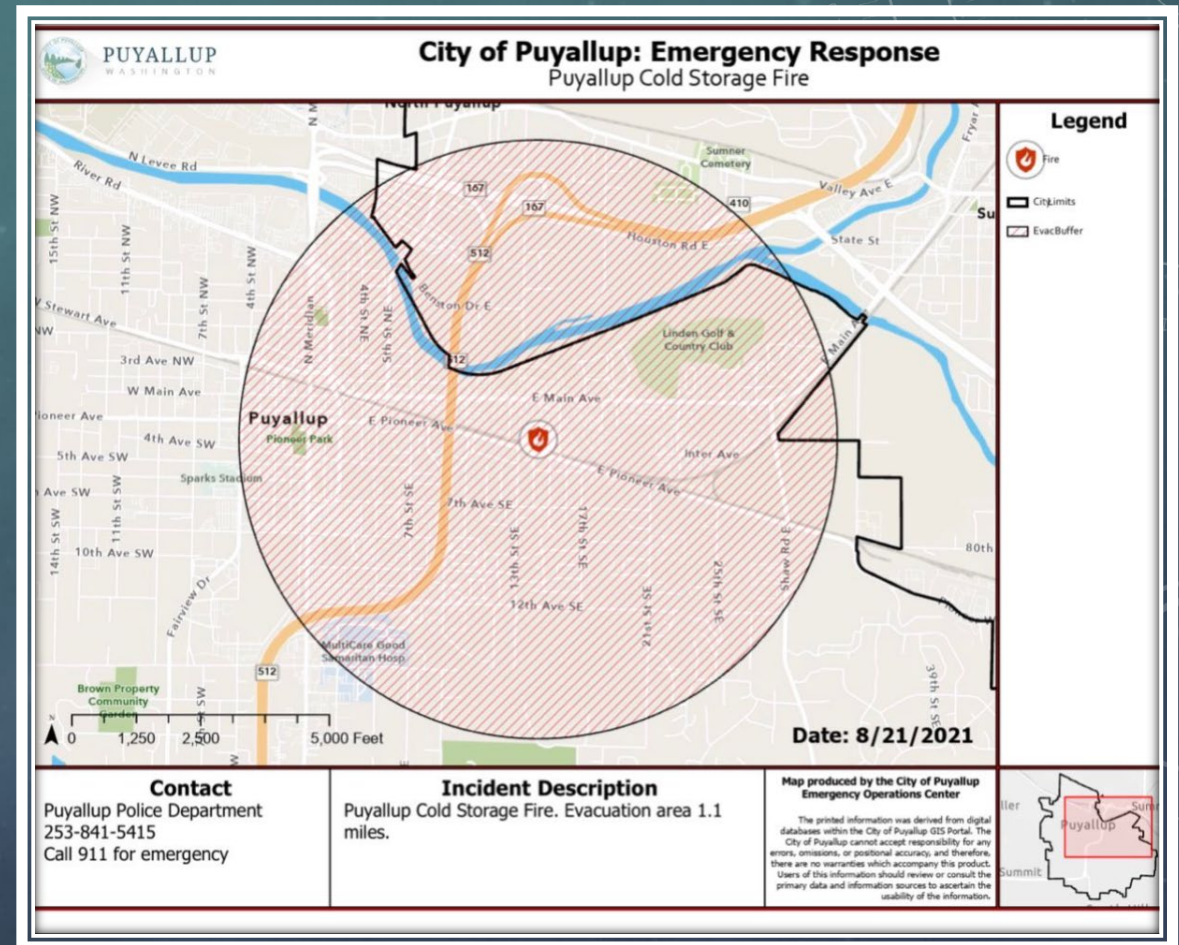 PUYALLUP
WASHINGTON
City of Puyallup: Emergency Response
Puyallup Cold Storage Fire
North Puyallup
N M
N Levee Rd
River Rd
Sumner
Cemetery
Fryar A
Valley Ave E
167
167
410
Su
15th St NW
11th St NW
7th St NW
4th St NW
512
Houston Rd E
State St
Benston Dr E
Stewart Ave
NW
N Meridian
4th St NE
5th St NE
Linden Golf &
Country Club
E Main A
512
3rd Ave NW
W Main Ave
E Main Ave
ioneer Ave
Puyallup
Pioneer Park
E Pioneer Ave
4th Ave SW
5th Ave SW
Inter Ave
Sparks Stadium
E Pioneer Ave
Ave SW
14th St SW
11th St SW
7th St SE
7th Ave SE
13th St SE
17th St SE
Shaw Rd E
80th
10th Ave SW
25th St SE
Fairview Dr
12th Ave SE
21st St SE
MultiCare Good
Samaritan Hosp
512
39th St SE
Brown Property
Community
Garden
N
0 1,250 2,500 5,000 Feet
Date: 8/21/2021
Legend
Fire
CityLimits
EvacBuffer
Contact
Puyallup Police Department
253-841-5415
Call 911 for emergency
Incident Description
Puyallup Cold Storage Fire. Evacuation area 1.1
miles.
Map produced by the City of Puyallup
Emergency Operations Center
The printed information was derived from digital
databases within the City of Puyallup GIS Portal. The
City of Puyallup cannot accept responsibility for any
errors, omissions, or positional accuracy, and therefore,
there are no warranties which accompany this product.
Users of this information should review or consult the
primary data and information sources to ascertain the
usability of the information.
ller
Sumn
Puyallup
Summit